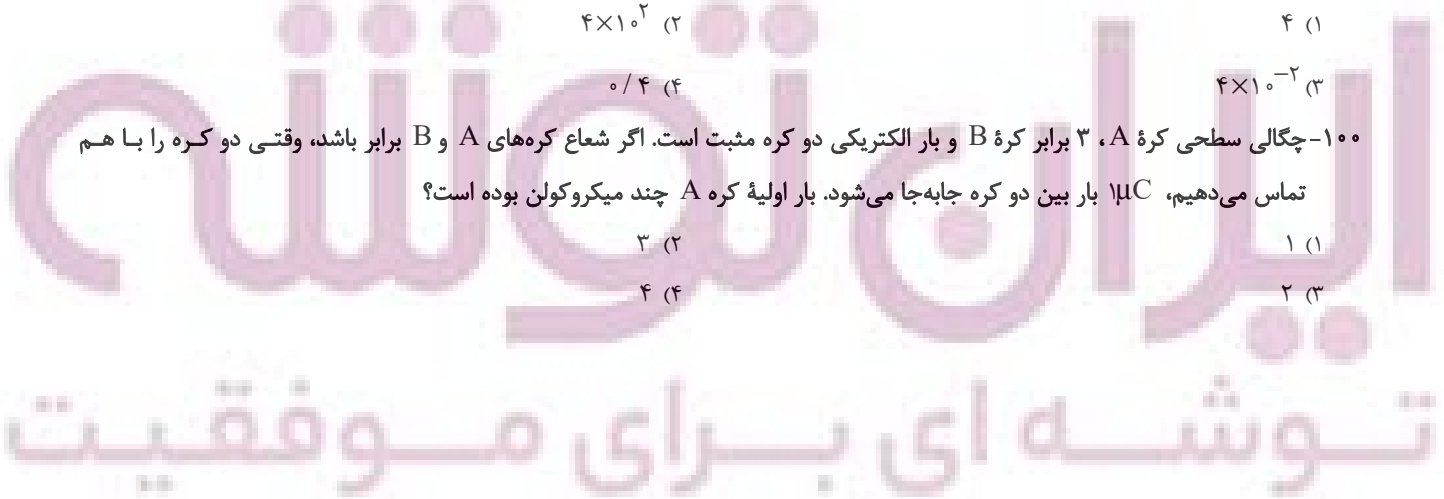 ۱) ۴ ۲) ۴×۱۰^۲
۳) ۴×۱۰^−۲ ۴) ۰/۴
۱۰۰-چگالی سطحی کرهٔ A، ۳ برابر کرهٔ B و بار الکتریکی دو کره مثبت است. اگر شعاع کره‌های A و B برابر باشد، وقتی دو کره را با هم
تماس می‌دهیم، ۱μC بار بین دو کره جابه‌جا می‌شود. بار اولیهٔ کره A چند میکروکولن بوده است؟
۱) ۱ ۲) ۳
۳) ۲ ۴) ۴
ایران توشه
توشه ای برای موفقیت